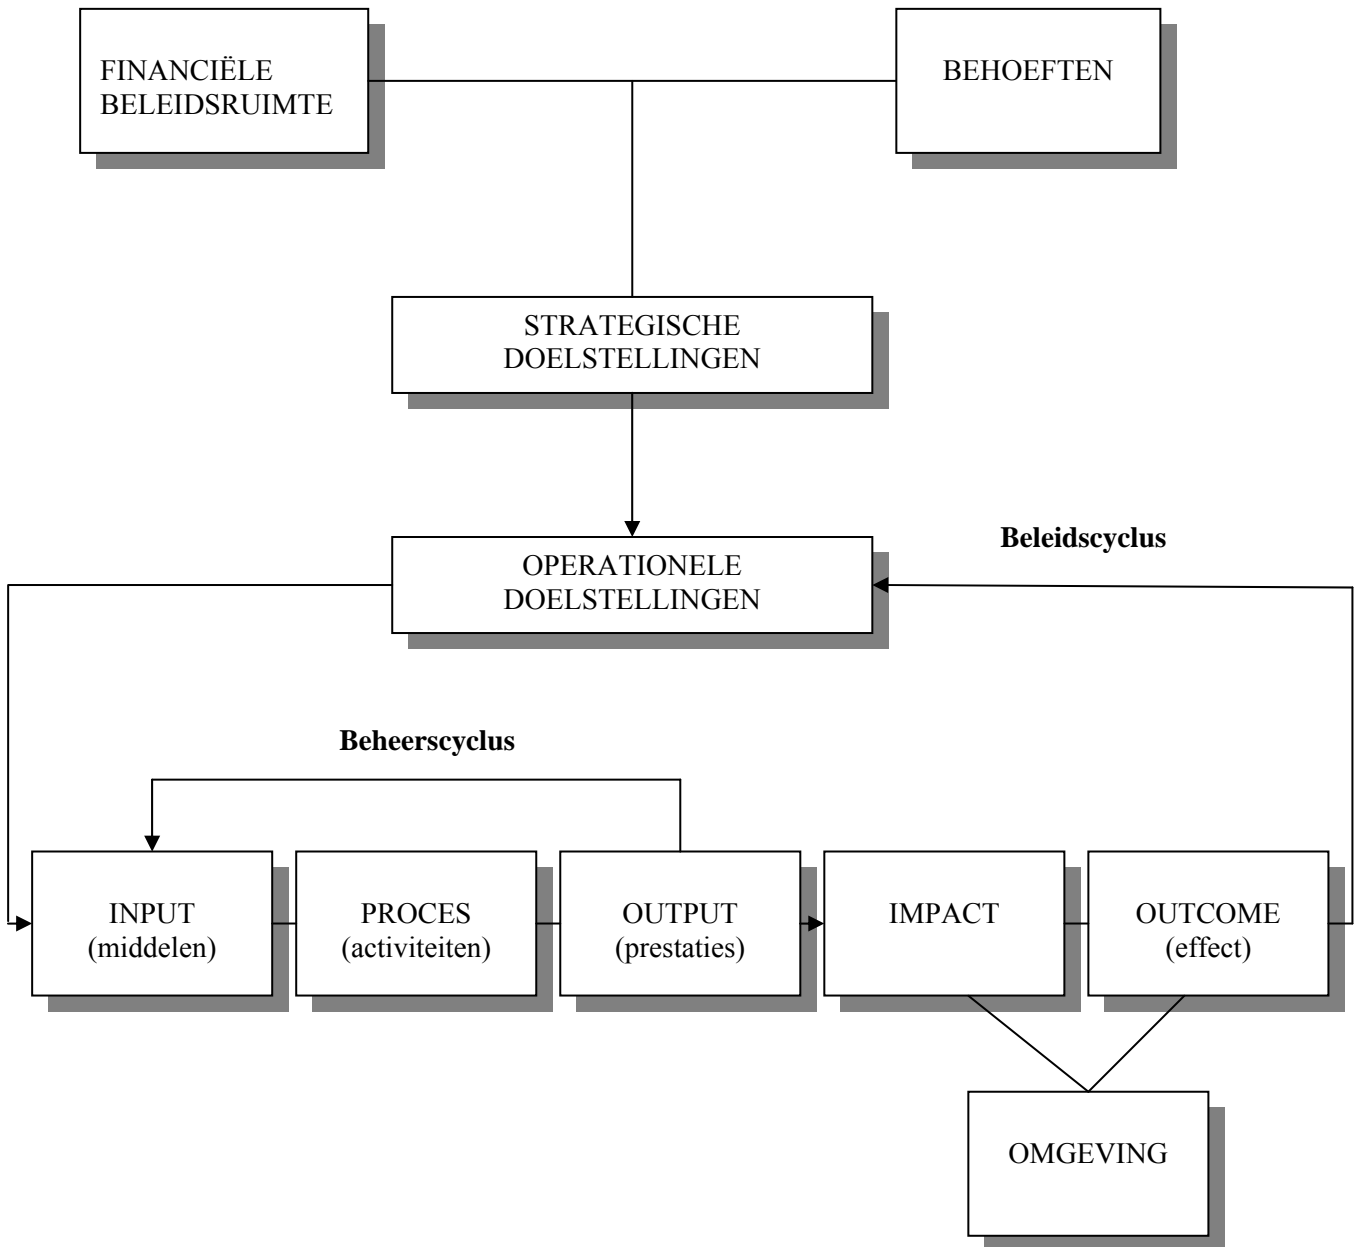 FINANCIËLE
BELEIDSRUIMTE
BEHOEFTEN
STRATEGISCHE
DOELSTELLINGEN
Beleidscyclus
OPERATIONELE
DOELSTELLINGEN
Beheerscyclus
INPUT
(middelen)
PROCES
(activiteiten)
OUTPUT
(prestaties)
IMPACT
OUTCOME
(effect)
OMGEVING